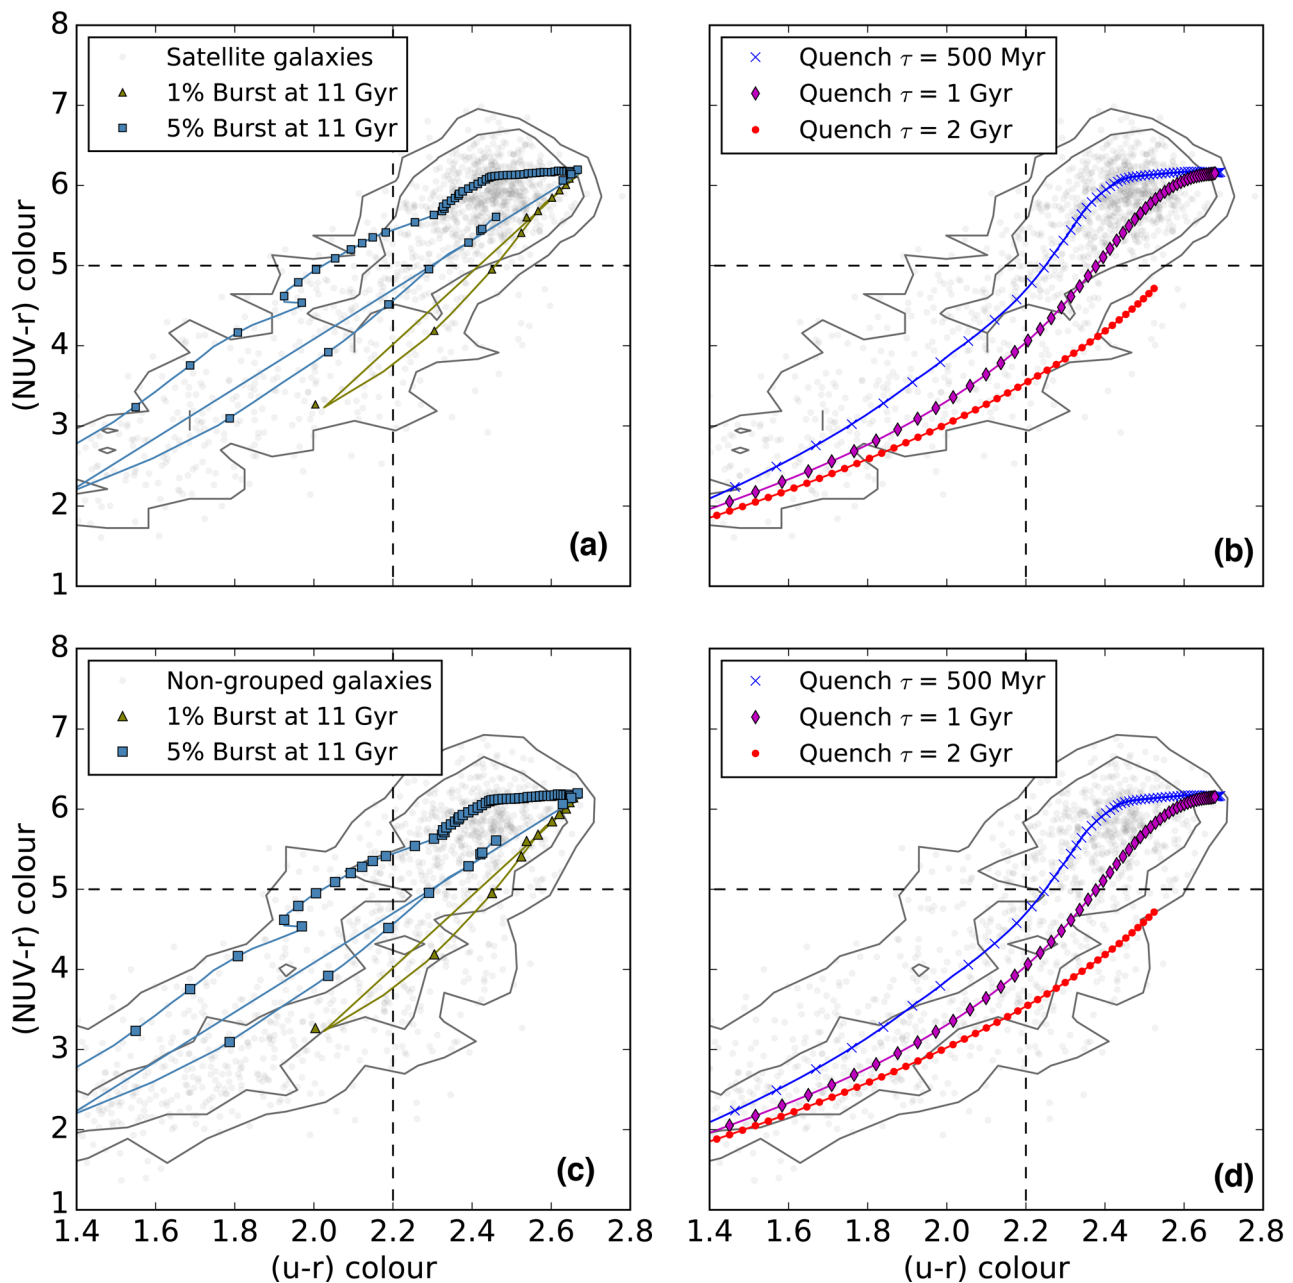 8
7
6
5
4
3
2
1
(NUV-r) colour
Satellite galaxies
1% Burst at 11 Gyr
5% Burst at 11 Gyr
(a)
Quench τ = 500 Myr
Quench τ = 1 Gyr
Quench τ = 2 Gyr
(b)
8
7
6
5
4
3
2
1
(NUV-r) colour
Non-grouped galaxies
1% Burst at 11 Gyr
5% Burst at 11 Gyr
(c)
Quench τ = 500 Myr
Quench τ = 1 Gyr
Quench τ = 2 Gyr
(d)
1.4 1.6 1.8 2.0 2.2 2.4 2.6 2.8
1.4 1.6 1.8 2.0 2.2 2.4 2.6 2.8
(u-r) colour
(u-r) colour